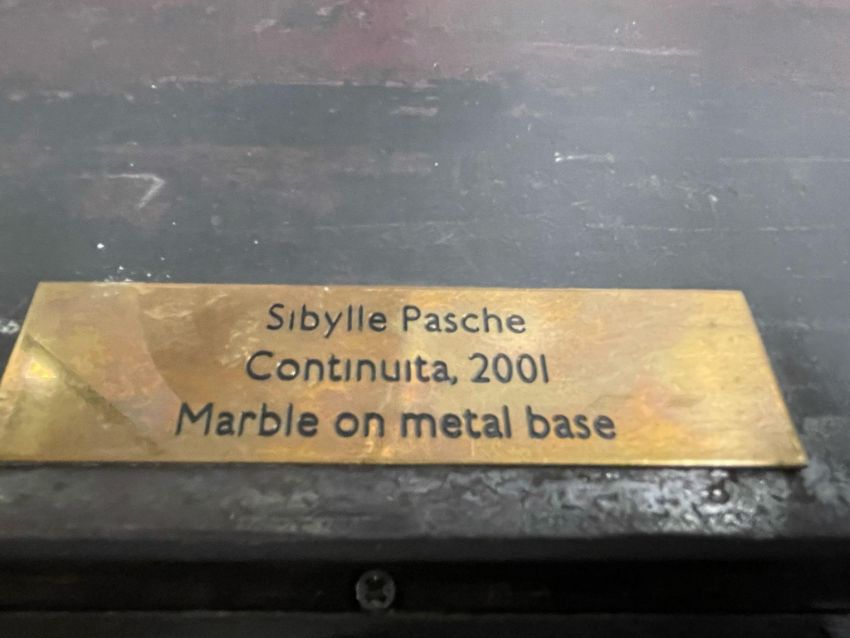 Sibylle Pasche
Continuita, 2001
Marble on metal base